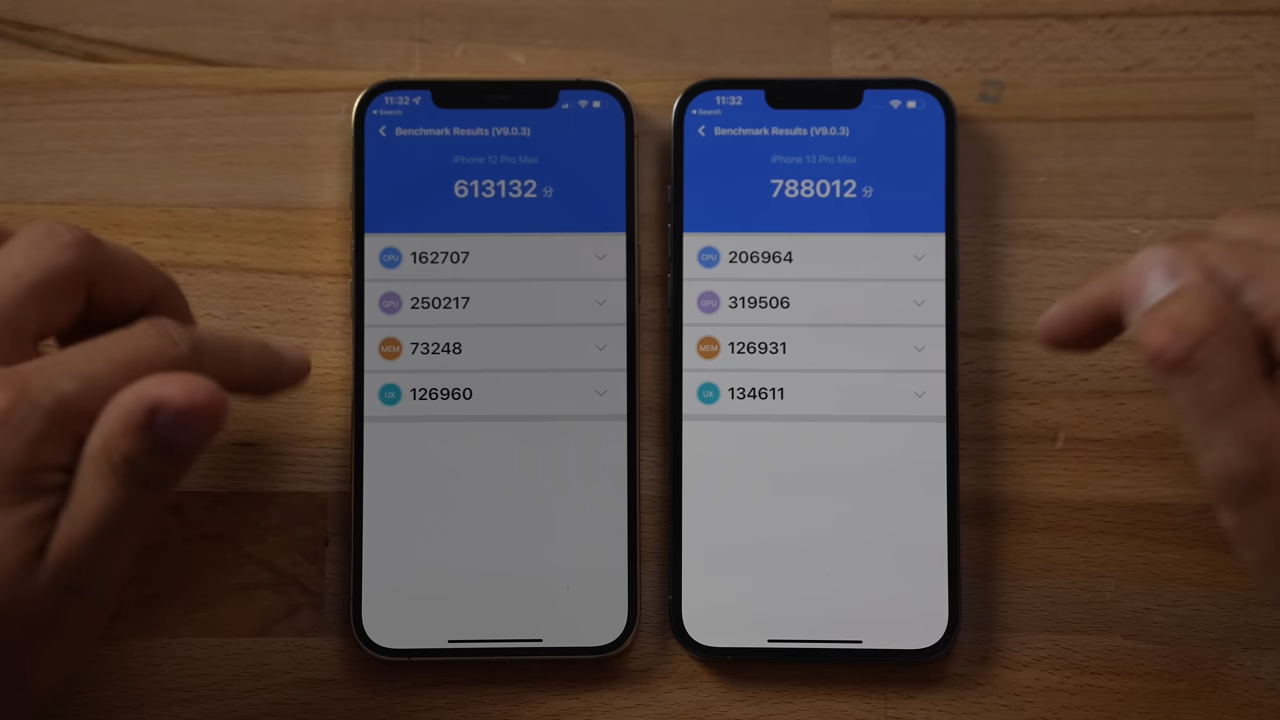 11:32
Search
Benchmark Results (V9.0.3)
iPhone 12 Pro Max
613132 分
CPU 162707
GPU 250217
MEM 73248
UX 126960
11:32
Search
Benchmark Results (V9.0.3)
iPhone 13 Pro Max
788012 分
CPU 206964
GPU 319506
MEM 126931
UX 134611